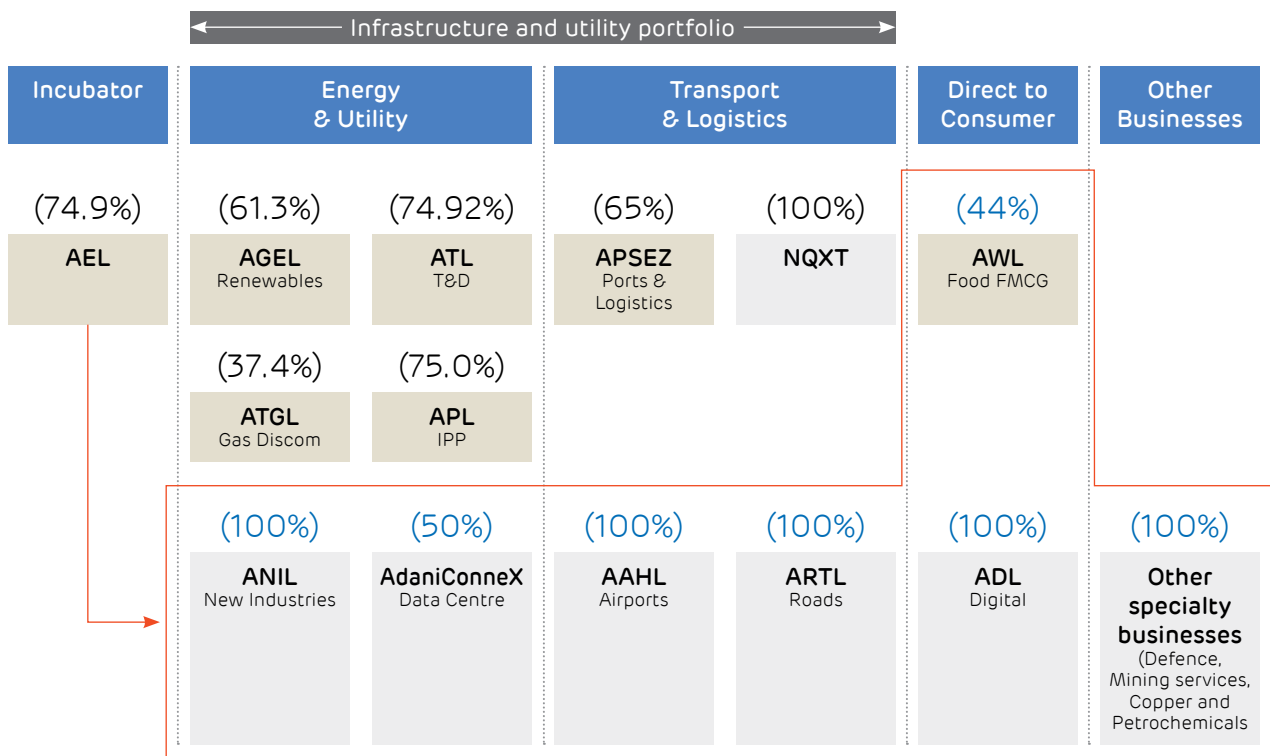 Infrastructure and utility portfolio
Incubator
Energy
& Utility
Transport
& Logistics
Direct to
Consumer
Other
Businesses
(74.9%)
AEL
(61.3%)
AGEL
Renewables
(74.92%)
ATL
T&D
(65%)
APSEZ
Ports &
Logistics
(100%)
NQXT
(44%)
AWL
Food FMCG
(37.4%)
ATGL
Gas Discom
(75.0%)
APL
IPP
(100%)
ANIL
New Industries
(50%)
AdaniConneX
Data Centre
(100%)
AAHL
Airports
(100%)
ARTL
Roads
(100%)
ADL
Digital
(100%)
Other
specialty
businesses
(Defence,
Mining services,
Copper and
Petrochemicals